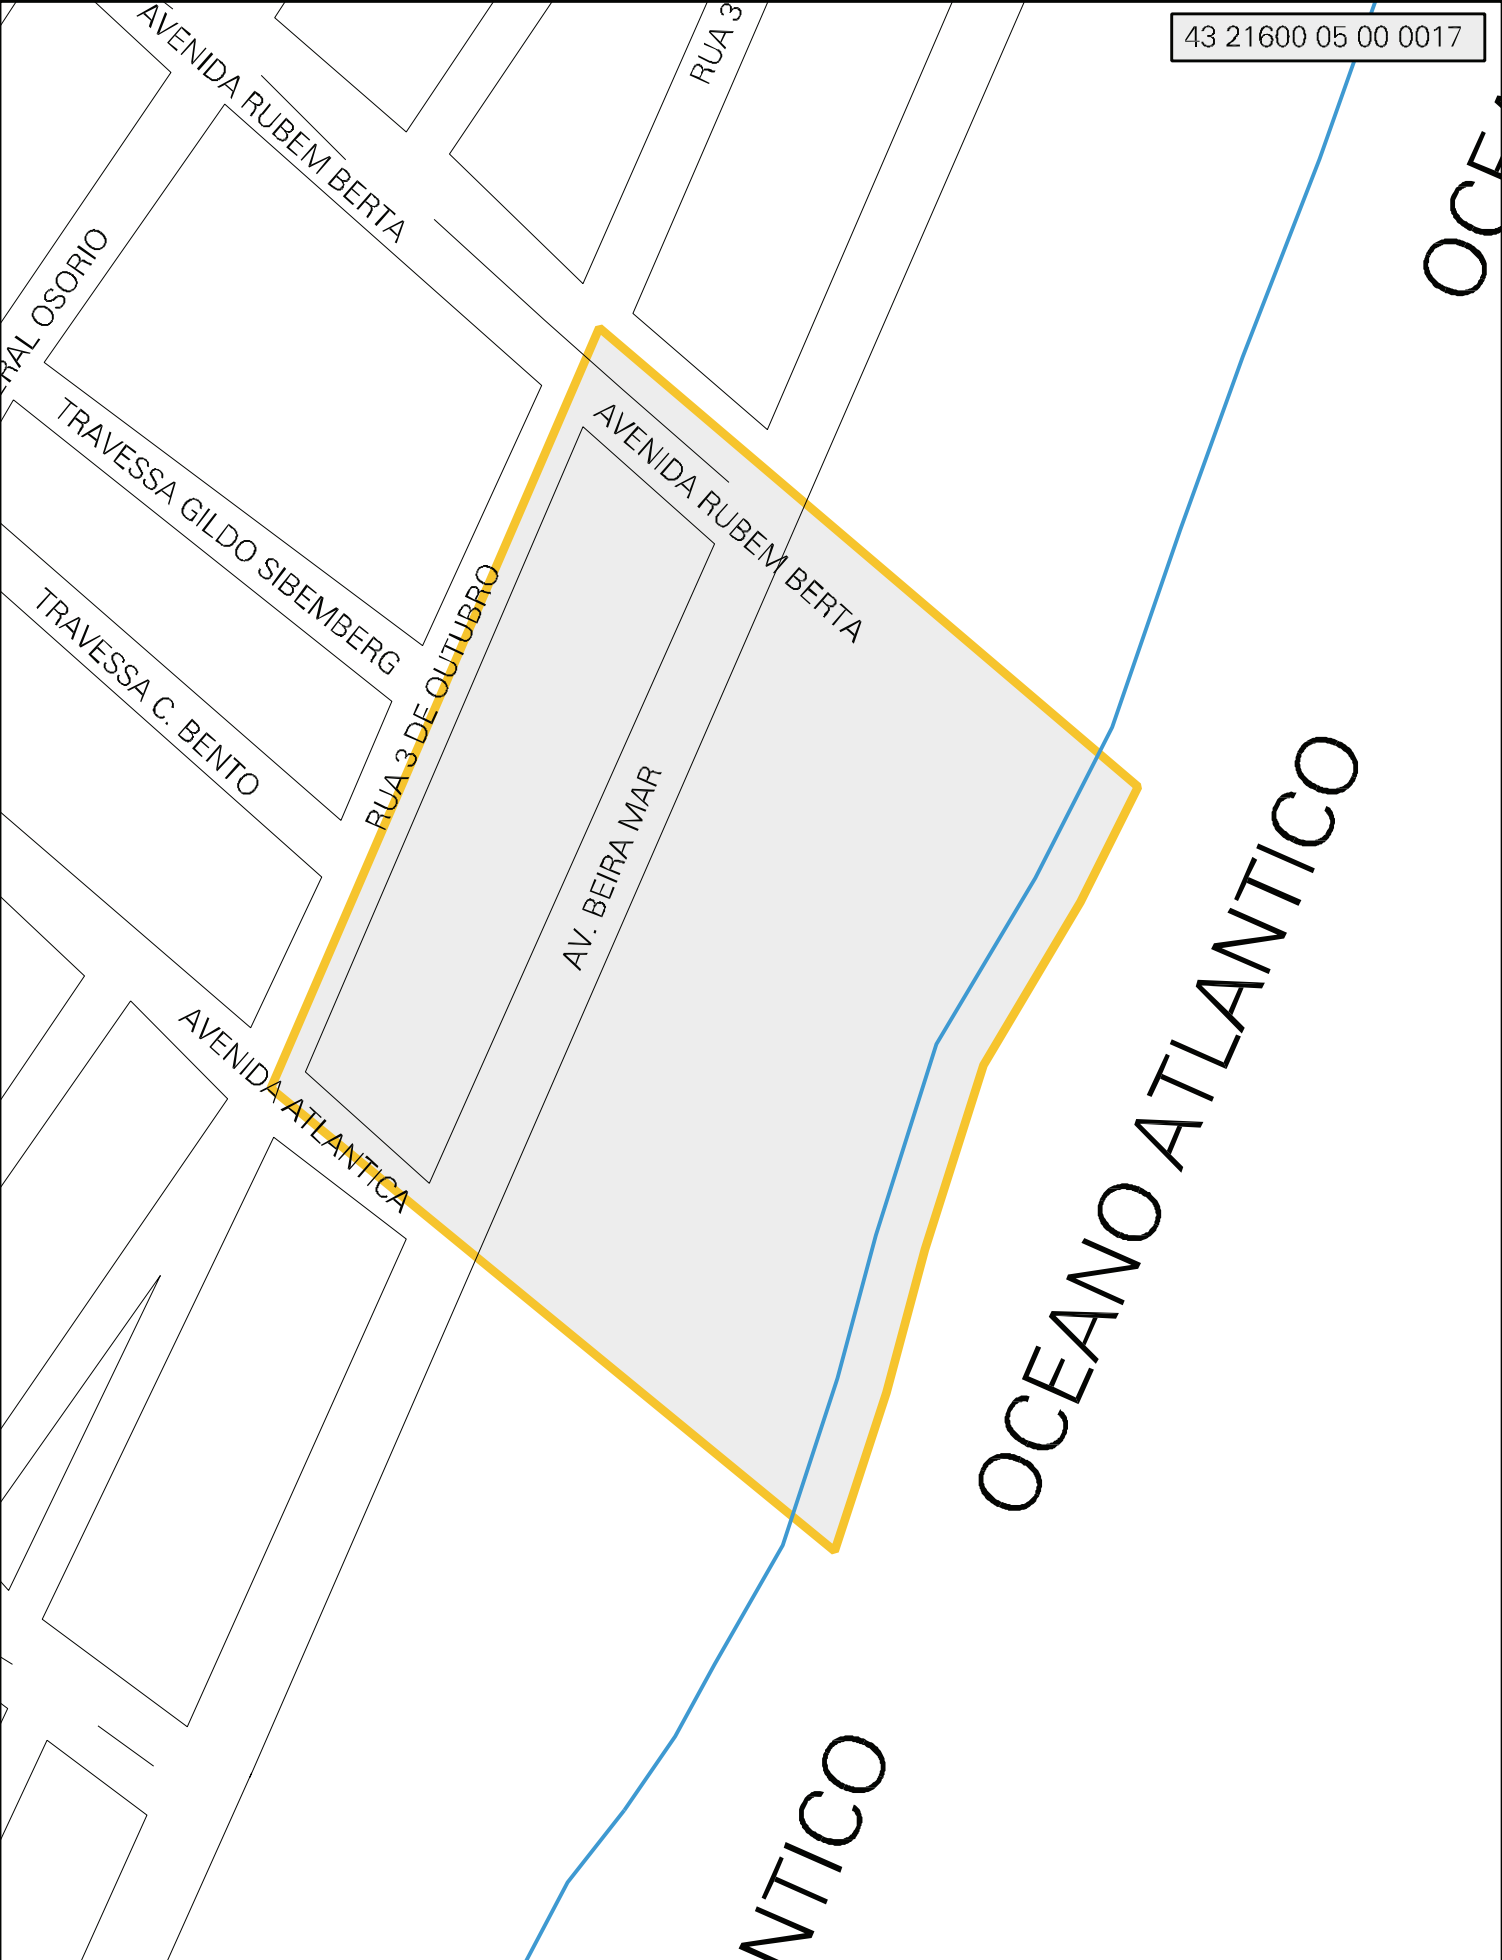 43 21600 05 00 0017
AVENIDA RUBEM BERTA
RUA 3
OCEA
RAL OSORIO
TRAVESSA GILDO SIBEMBERG
AVENIDA RUBEM BERTA
TRAVESSA C. BENTO
RUA 3 DE OUTUBRO
AV. BEIRA MAR
OCEANO ATLANTICO
AVENIDA ATLANTICA
NTICO